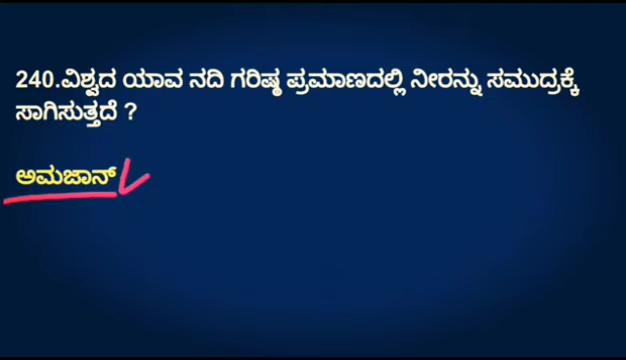 240.ವಿಶ್ವದ ಯಾವ ನದಿ ಗರಿಷ್ಠ ಪ್ರಮಾಣದಲ್ಲಿ ನೀರನ್ನು ಸಮುದ್ರಕ್ಕೆ
ಸಾಗಿಸುತ್ತದೆ ?
ಅಮಜಾನ್